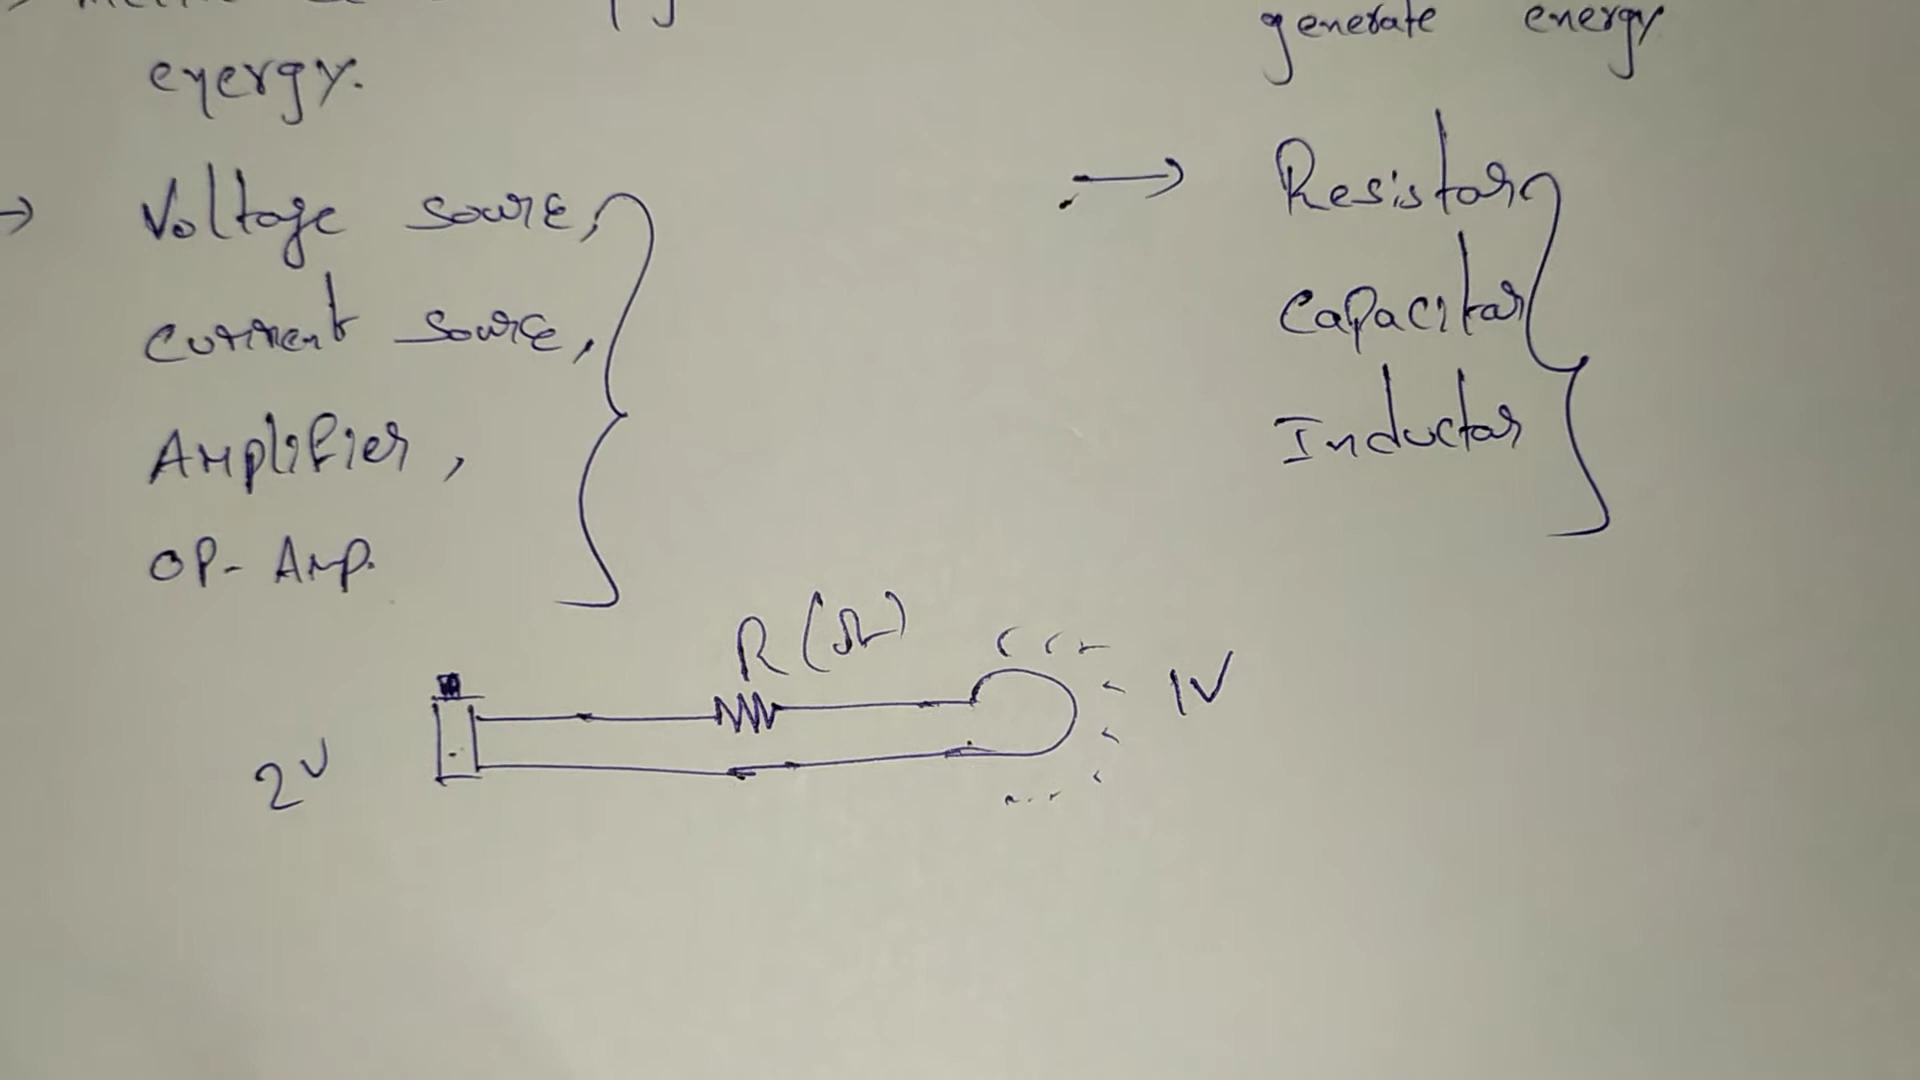 generate energy
energy.
→ Voltage source,
Current source,
Amplifier,
OP-Amp.
→ Resistor
Capacitor
Inductor
R (Ω)
2V
1V